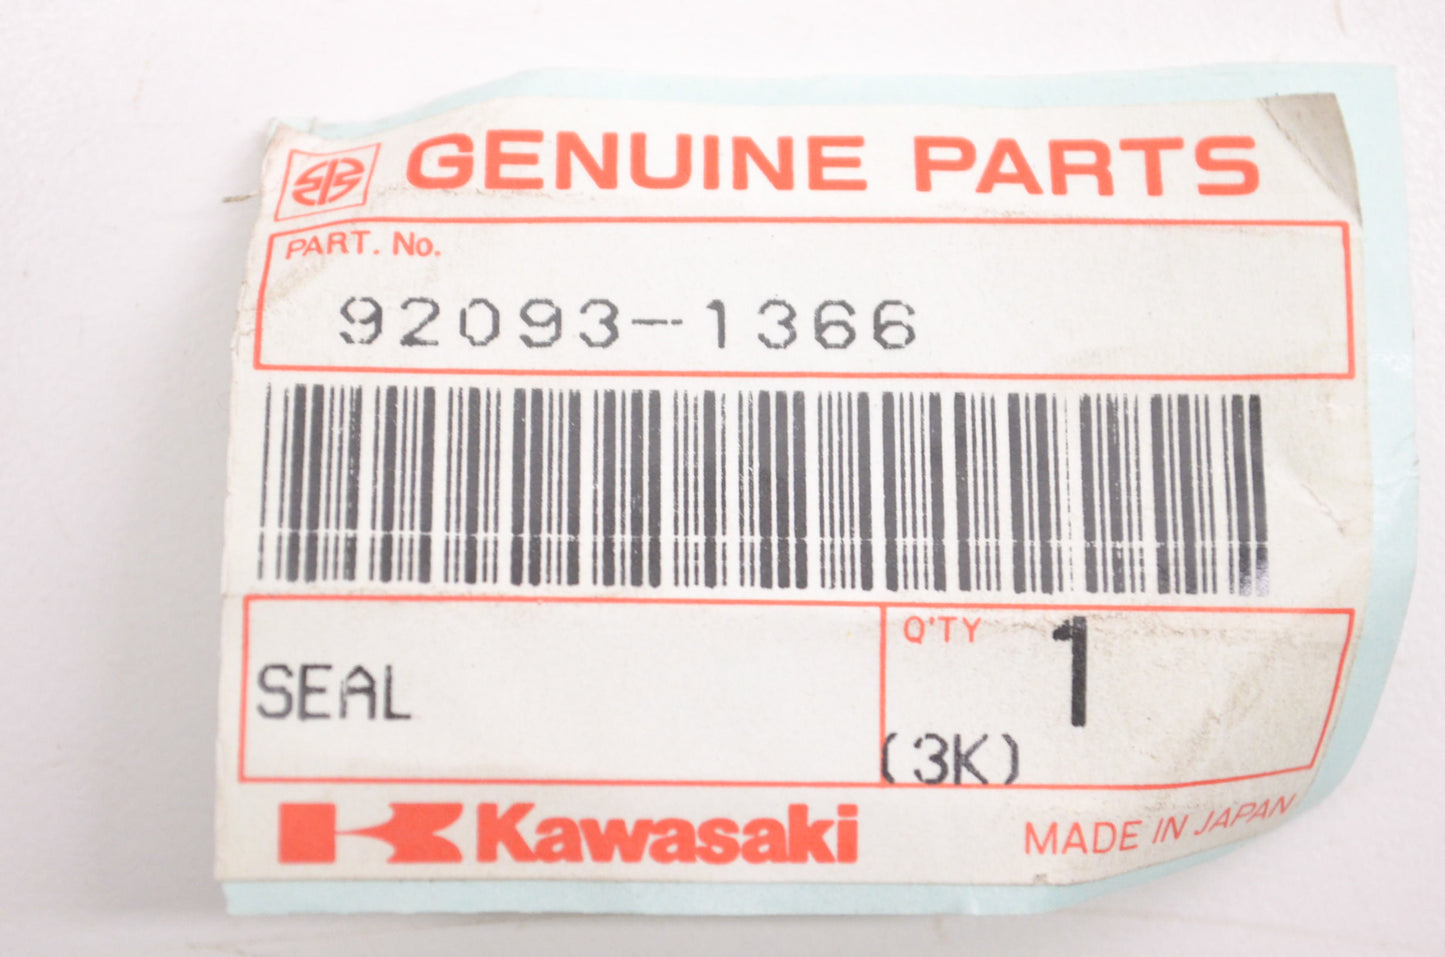 GENUINE PARTS
PART. No.
92093-1366
SEAL
Q'TY 1
(3K)
Kawasaki
MADE IN JAPAN